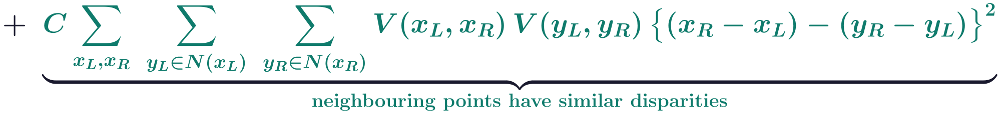 + C ∑_{x_L,x_R} ∑_{y_L∈N(x_L)} ∑_{y_R∈N(x_R)} V(x_L, x_R) V(y_L, y_R) {(x_R − x_L) − (y_R − y_L)}^2
neighbouring points have similar disparities